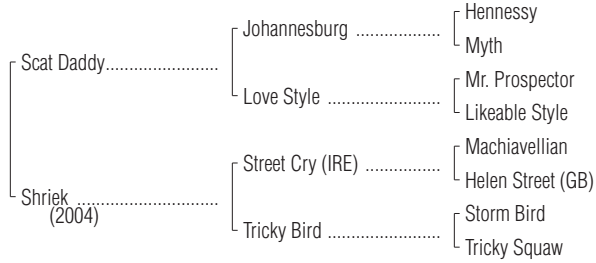 Hennessy
Johannesburg ..................
Myth
Scat Daddy........................
Mr. Prospector
Love Style ........................
Likeable Style
Machiavellian
Street Cry (IRE) ................
Helen Street (GB)
Shriek ..............................
(2004)
Storm Bird
Tricky Bird ........................
Tricky Squaw